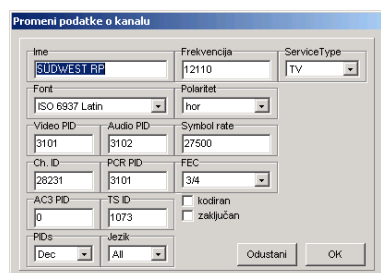 Promeni podatke o kanalu
Ime Frekvencija ServiceType
SÜDWEST RP 12110 TV
Font Polaritet
ISO 6937 Latin hor
Video PID Audio PID Symbol rate
3101 3102 27500
Ch. ID PCR PID FEC
28231 3101 3/4
AC3 PID TS ID kodiran
0 1073 zaključan
PIDs Jezik
Dec All Odustani OK